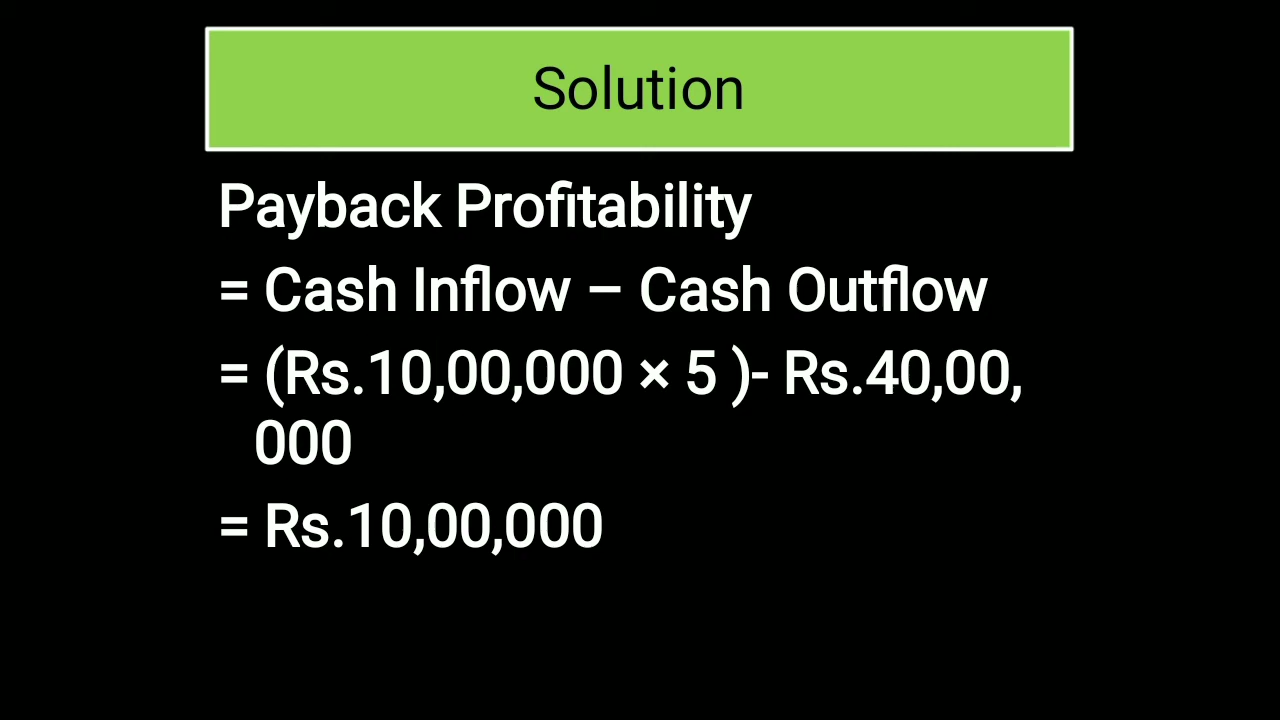 Solution
Payback Profitability
= Cash Inflow – Cash Outflow
= (Rs.10,00,000 × 5 )- Rs.40,00,
000
= Rs.10,00,000